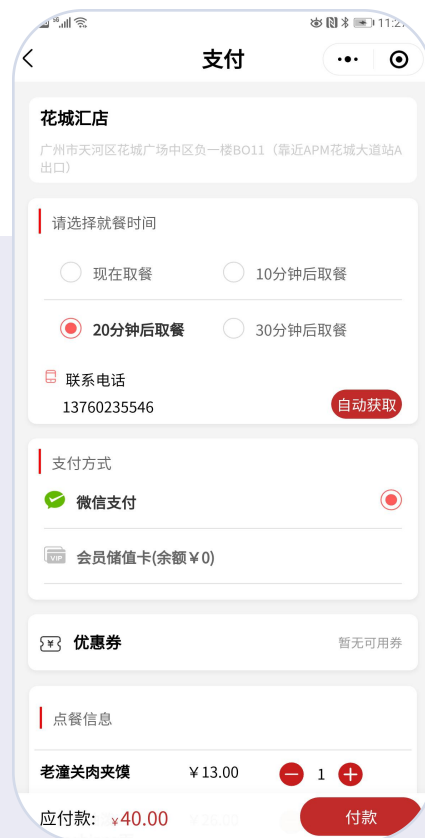 11:2
支付
花城汇店
广州市天河区花城广场中区负一楼BO11（靠近APM花城大道站A
出口）
请选择就餐时间
现在取餐 10分钟后取餐
20分钟后取餐 30分钟后取餐
联系电话
13760235546 自动获取
支付方式
微信支付
VIP 会员储值卡(余额￥0)
优惠券 暂无可用券
点餐信息
老潼关肉夹馍 ￥13.00 1
应付款: ￥40.00 付款